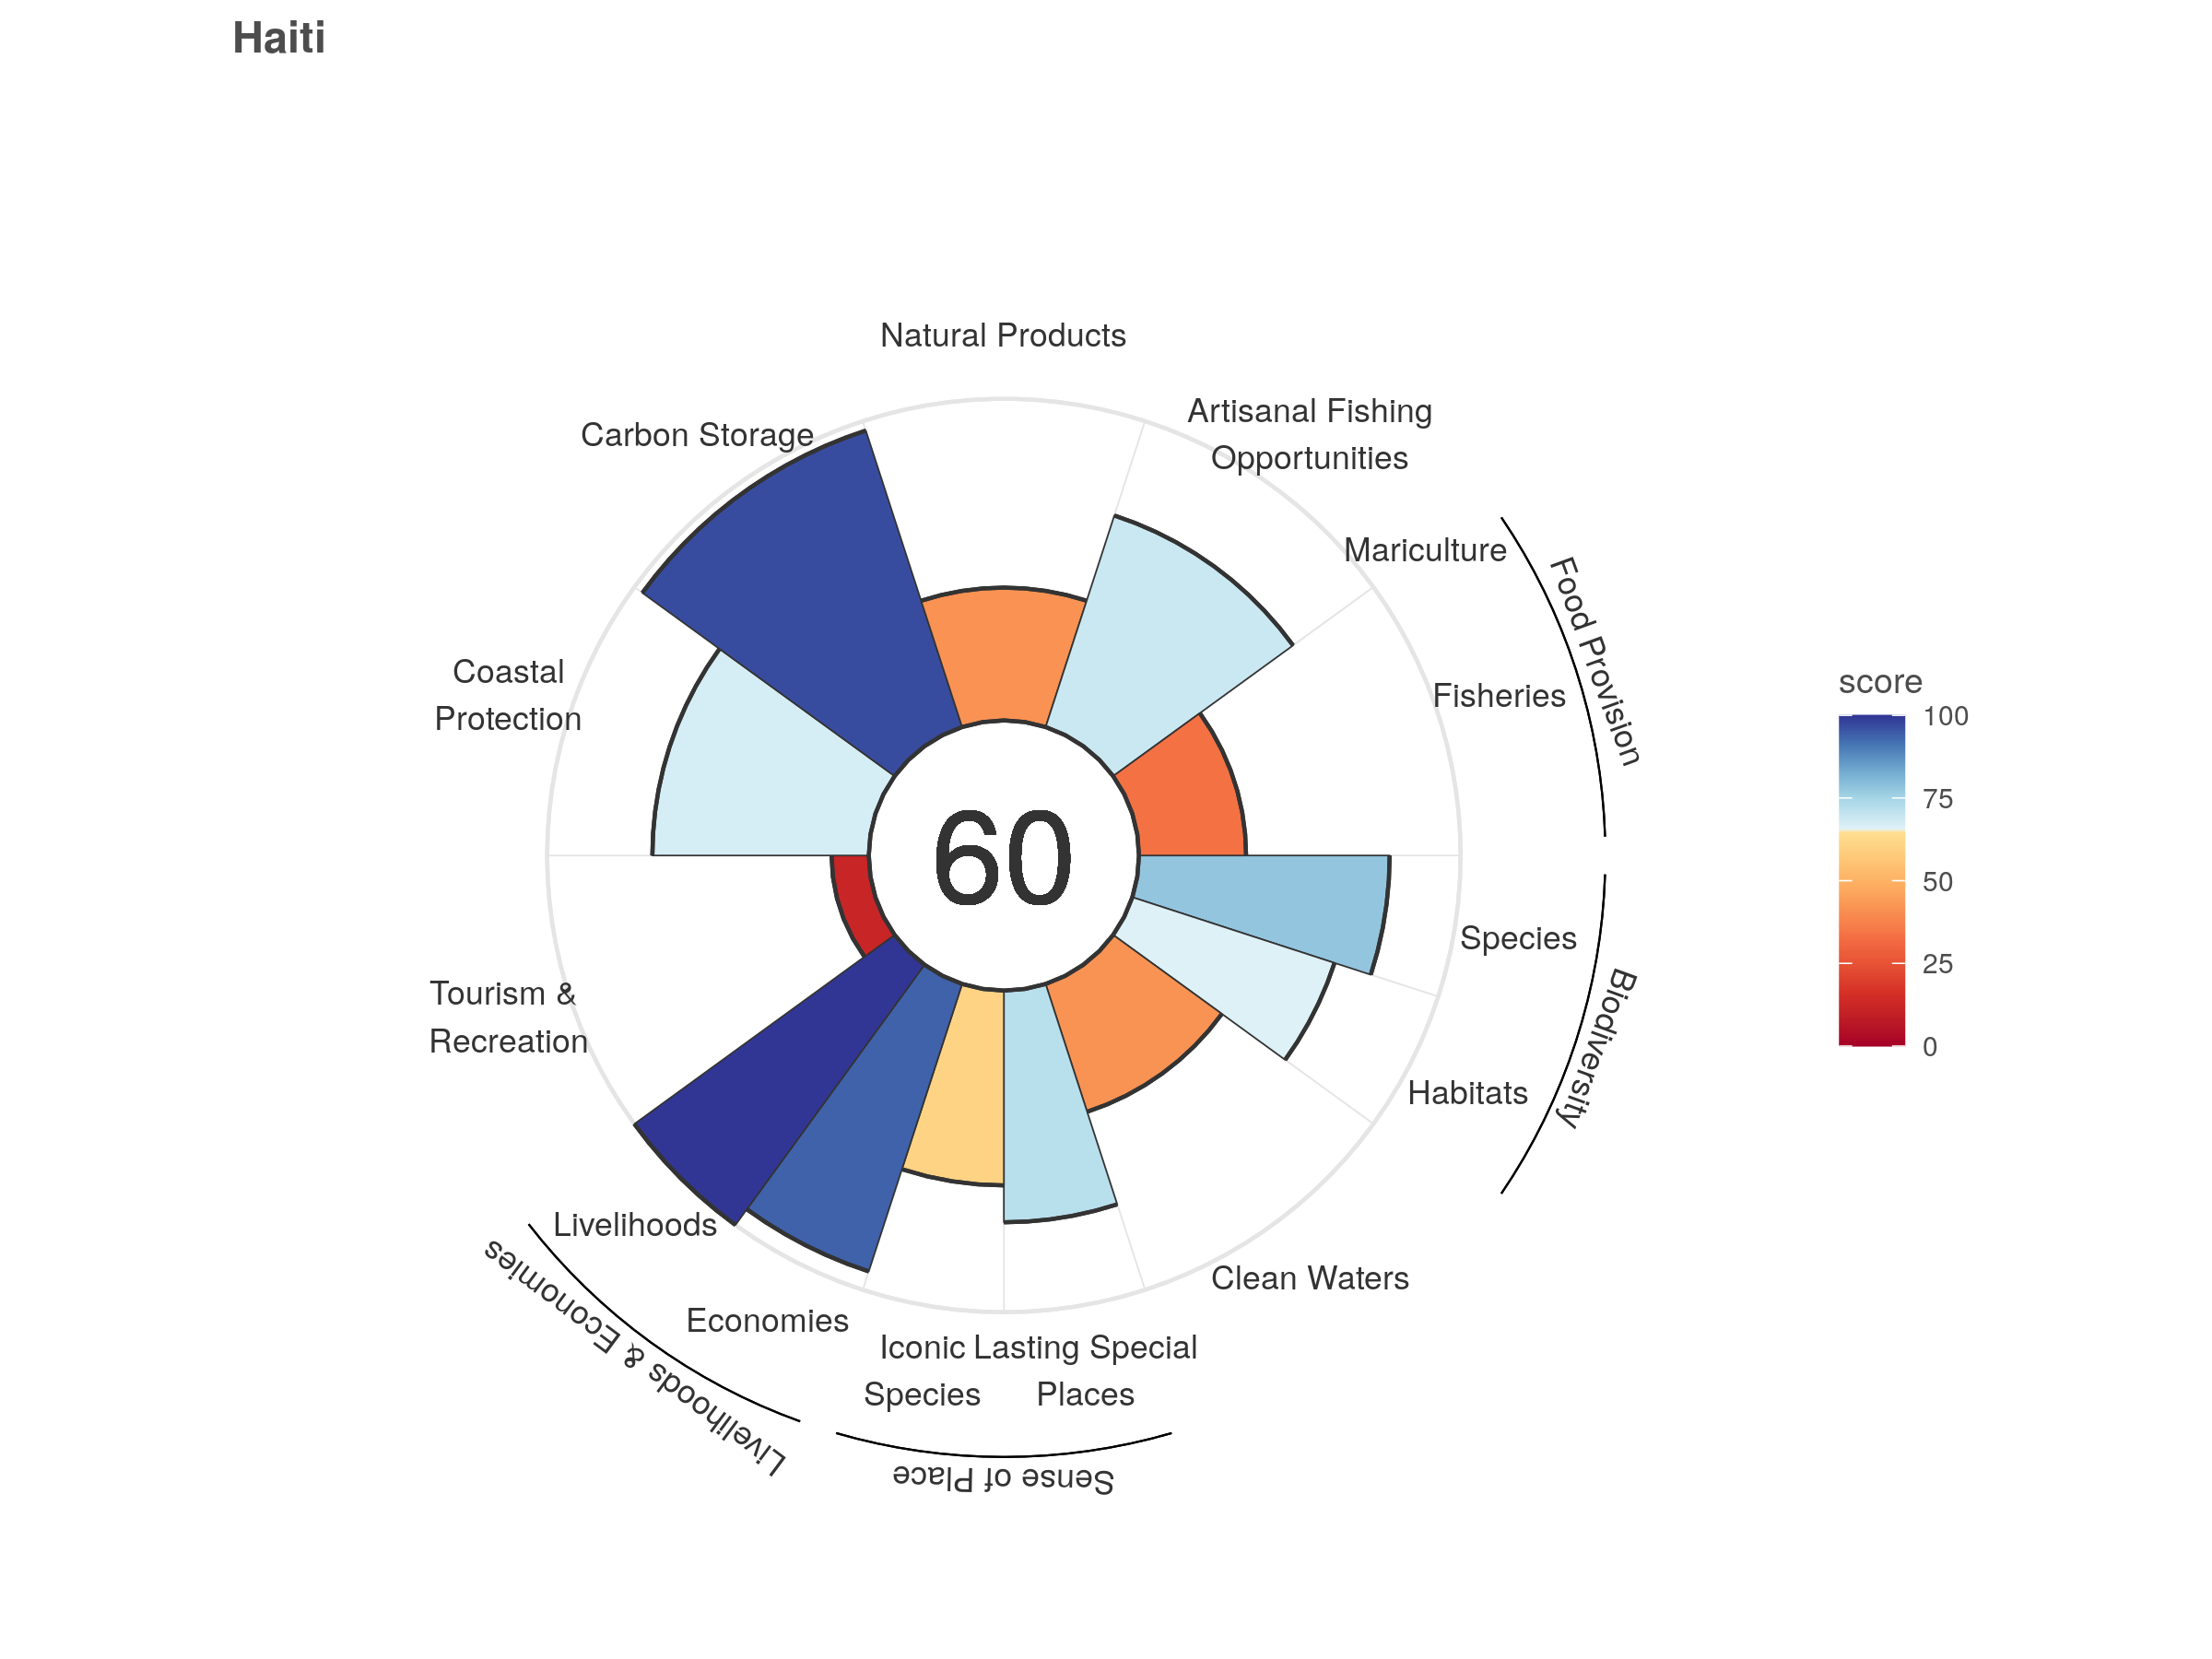 Haiti
Natural Products
Artisanal Fishing
Opportunities
Carbon Storage
Mariculture
Food Provision
Fisheries
Coastal
Protection
60
Species
Biodiversity
Habitats
Tourism &
Recreation
Livelihoods
Clean Waters
Economies
Iconic
Species
Lasting Special
Places
Livelihoods & Economies
Sense of Place
score
100
75
50
25
0